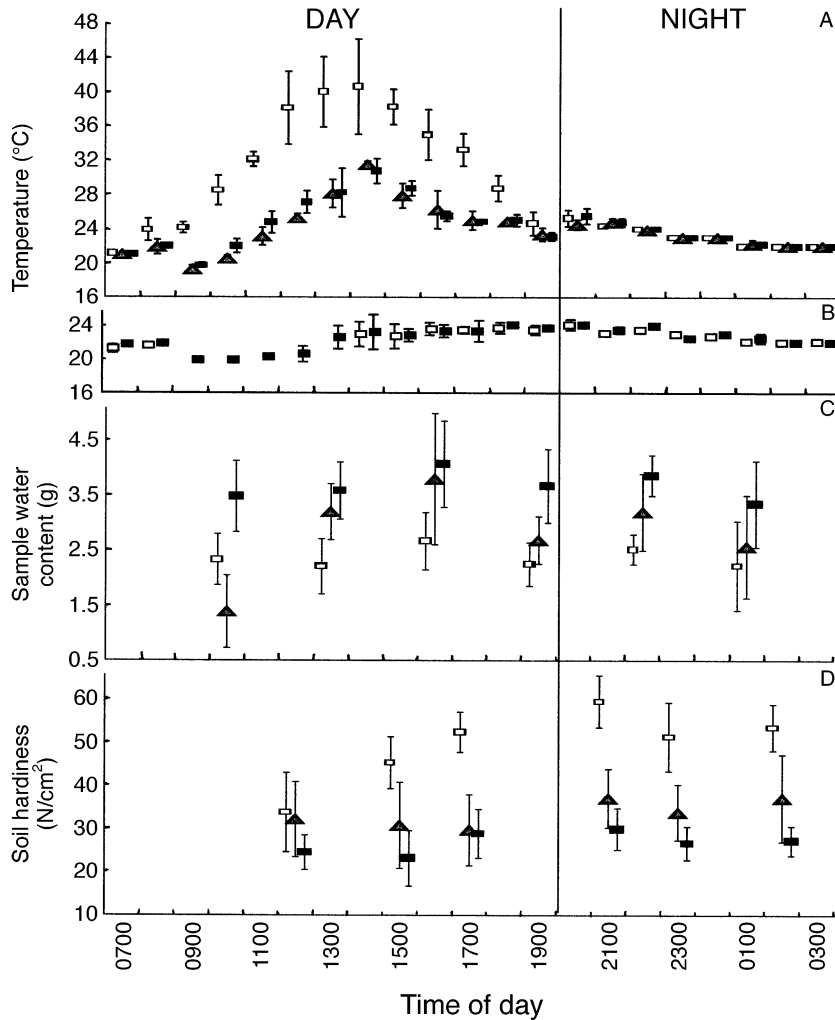 DAY
NIGHT
A
48
44
40
36
32
28
24
20
16
Temperature (°C)
B
24
20
16
C
4.5
3.5
2.5
1.5
0.5
Sample water
content (g)
D
60
50
40
30
20
10
Soil hardiness
(N/cm²)
0700
0900
1100
1300
1500
1700
1900
2100
2300
0100
0300
Time of day